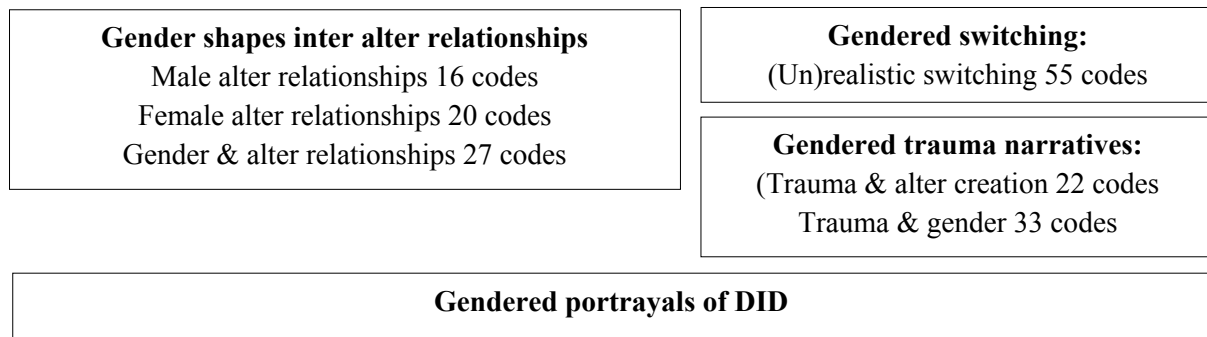 Gender shapes inter alter relationships
Male alter relationships 16 codes
Female alter relationships 20 codes
Gender & alter relationships 27 codes
Gendered switching:
(Un)realistic switching 55 codes
Gendered trauma narratives:
(Trauma & alter creation 22 codes
Trauma & gender 33 codes
Gendered portrayals of DID